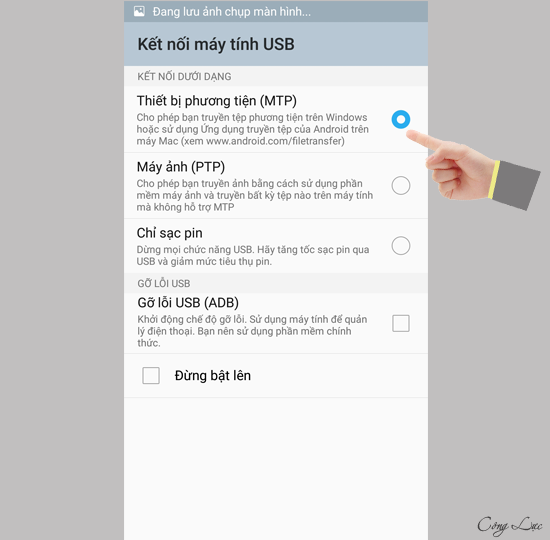 Đang lưu ảnh chụp màn hình...
Kết nối máy tính USB
KẾT NỐI DƯỚI DẠNG
Thiết bị phương tiện (MTP)
Cho phép bạn truyền tệp phương tiện trên Windows
hoặc sử dụng Ứng dụng truyền tệp của Android trên
máy Mac (xem www.android.com/filetransfer)
Máy ảnh (PTP)
Cho phép bạn truyền ảnh bằng cách sử dụng phần
mềm máy ảnh và truyền bất kỳ tệp nào trên máy tính
mà không hỗ trợ MTP
Chỉ sạc pin
Dừng mọi chức năng USB. Hãy tăng tốc sạc pin qua
USB và giảm mức tiêu thụ pin.
GỠ LỖI USB
Gỡ lỗi USB (ADB)
Khởi động chế độ gỡ lỗi. Sử dụng máy tính để quản
lý điện thoại. Bạn nên sử dụng phần mềm chính
thức.
Đừng bật lên
Công Lục